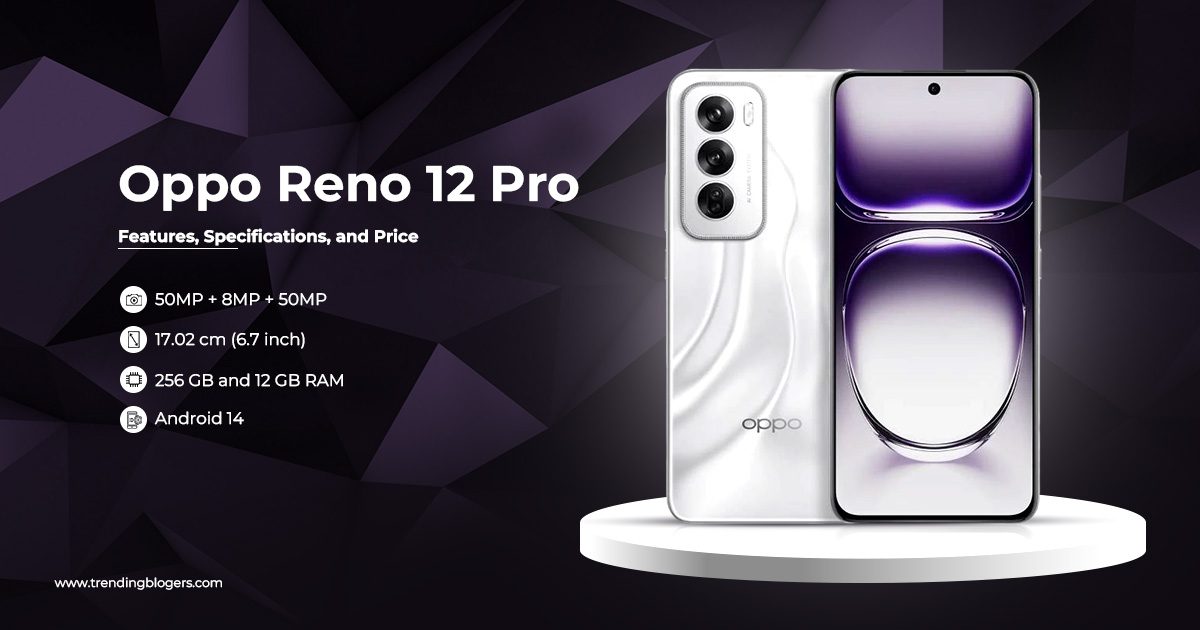 Oppo Reno 12 Pro
Features, Specifications, and Price
50MP + 8MP + 50MP
17.02 cm (6.7 inch)
256 GB and 12 GB RAM
Android 14
www.trendingblogers.com
oppo